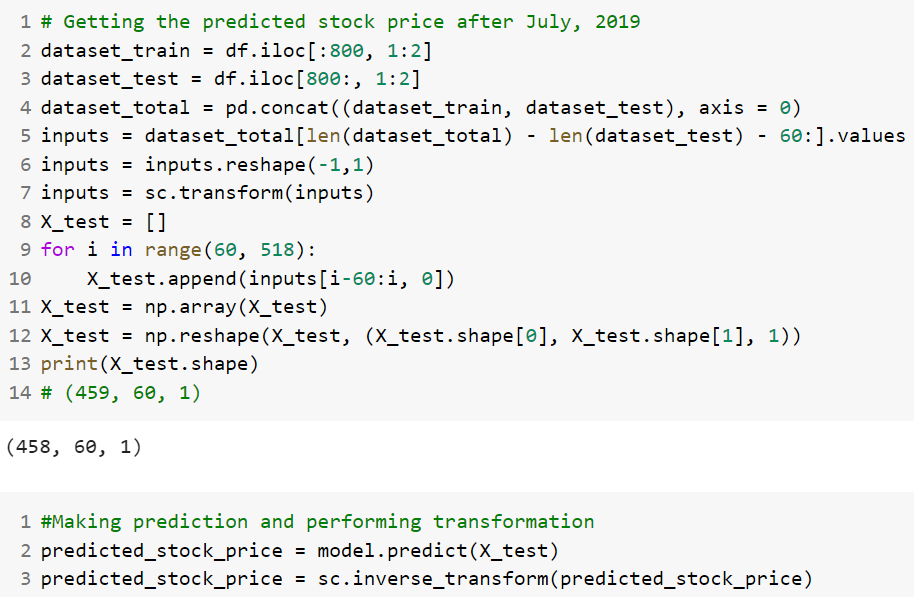 1 # Getting the predicted stock price after July, 2019
2 dataset_train = df.iloc[:800, 1:2]
3 dataset_test = df.iloc[800:, 1:2]
4 dataset_total = pd.concat((dataset_train, dataset_test), axis = 0)
5 inputs = dataset_total[len(dataset_total) - len(dataset_test) - 60:].values
6 inputs = inputs.reshape(-1,1)
7 inputs = sc.transform(inputs)
8 X_test = []
9 for i in range(60, 518):
10     X_test.append(inputs[i-60:i, 0])
11 X_test = np.array(X_test)
12 X_test = np.reshape(X_test, (X_test.shape[0], X_test.shape[1], 1))
13 print(X_test.shape)
14 # (459, 60, 1)
(458, 60, 1)
1 #Making prediction and performing transformation
2 predicted_stock_price = model.predict(X_test)
3 predicted_stock_price = sc.inverse_transform(predicted_stock_price)